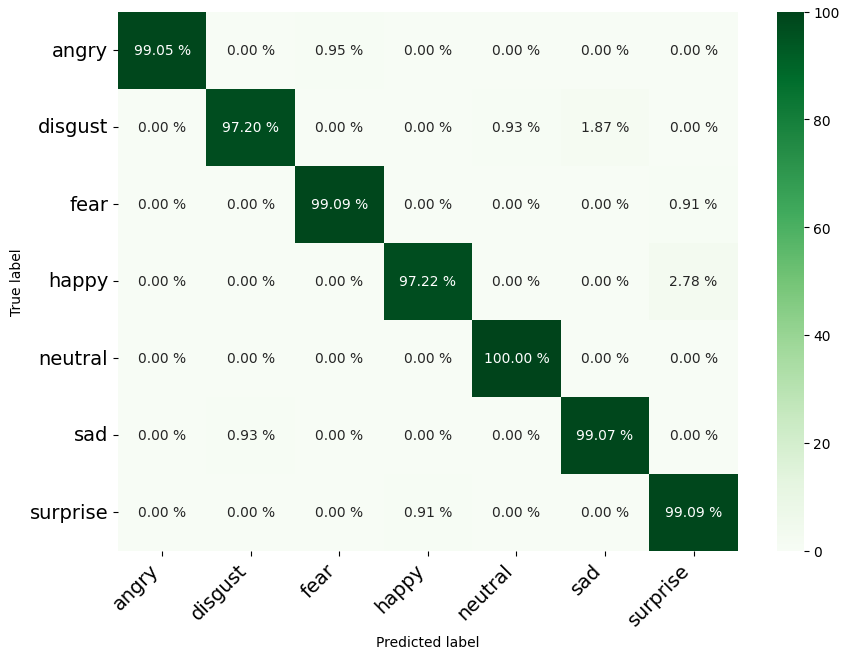 angry 99.05 % 0.00 % 0.95 % 0.00 % 0.00 % 0.00 % 0.00 %
disgust 0.00 % 97.20 % 0.00 % 0.00 % 0.93 % 1.87 % 0.00 %
fear 0.00 % 0.00 % 99.09 % 0.00 % 0.00 % 0.00 % 0.91 %
happy 0.00 % 0.00 % 0.00 % 97.22 % 0.00 % 0.00 % 2.78 %
neutral 0.00 % 0.00 % 0.00 % 0.00 % 100.00 % 0.00 % 0.00 %
sad 0.00 % 0.93 % 0.00 % 0.00 % 0.00 % 99.07 % 0.00 %
surprise 0.00 % 0.00 % 0.00 % 0.91 % 0.00 % 0.00 % 99.09 %
angry disgust fear happy neutral sad surprise
Predicted label
True label
100
80
60
40
20
0